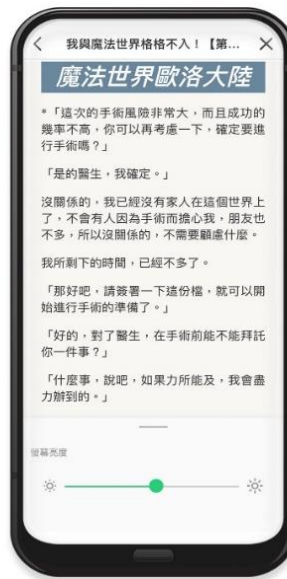 我與魔法世界格格不入！【第...
魔法世界歐洛大陸
*「這次的手術風險非常大，而且成功的
幾率不高，你可以再考慮一下，確定要進
行手術嗎？」
「是的醫生，我確定。」
沒關係的，我已經沒有家人在這個世界上
了，不會有人因為手術而擔心我，朋友也
不多，所以沒關係的，不需要顧慮什麼。
我所剩下的時間，已經不多了。
「那好吧，請簽署一下這份檔，就可以開
始進行手術的準備了。」
「好的，對了醫生，在手術前能不能拜託
你一件事？」
「什麼事，說吧，如果力所能及，我會盡
力辦到的。」
螢幕亮度